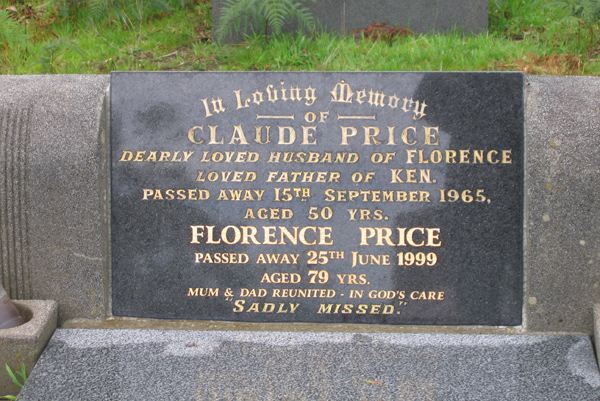 In Loving Memory
OF
CLAUDE PRICE
DEARLY LOVED HUSBAND OF FLORENCE
LOVED FATHER OF KEN.
PASSED AWAY 15TH SEPTEMBER 1965,
AGED 50 YRS.
FLORENCE PRICE
PASSED AWAY 25TH JUNE 1999
AGED 79 YRS.
MUM & DAD REUNITED - IN GOD'S CARE
"SADLY MISSED."